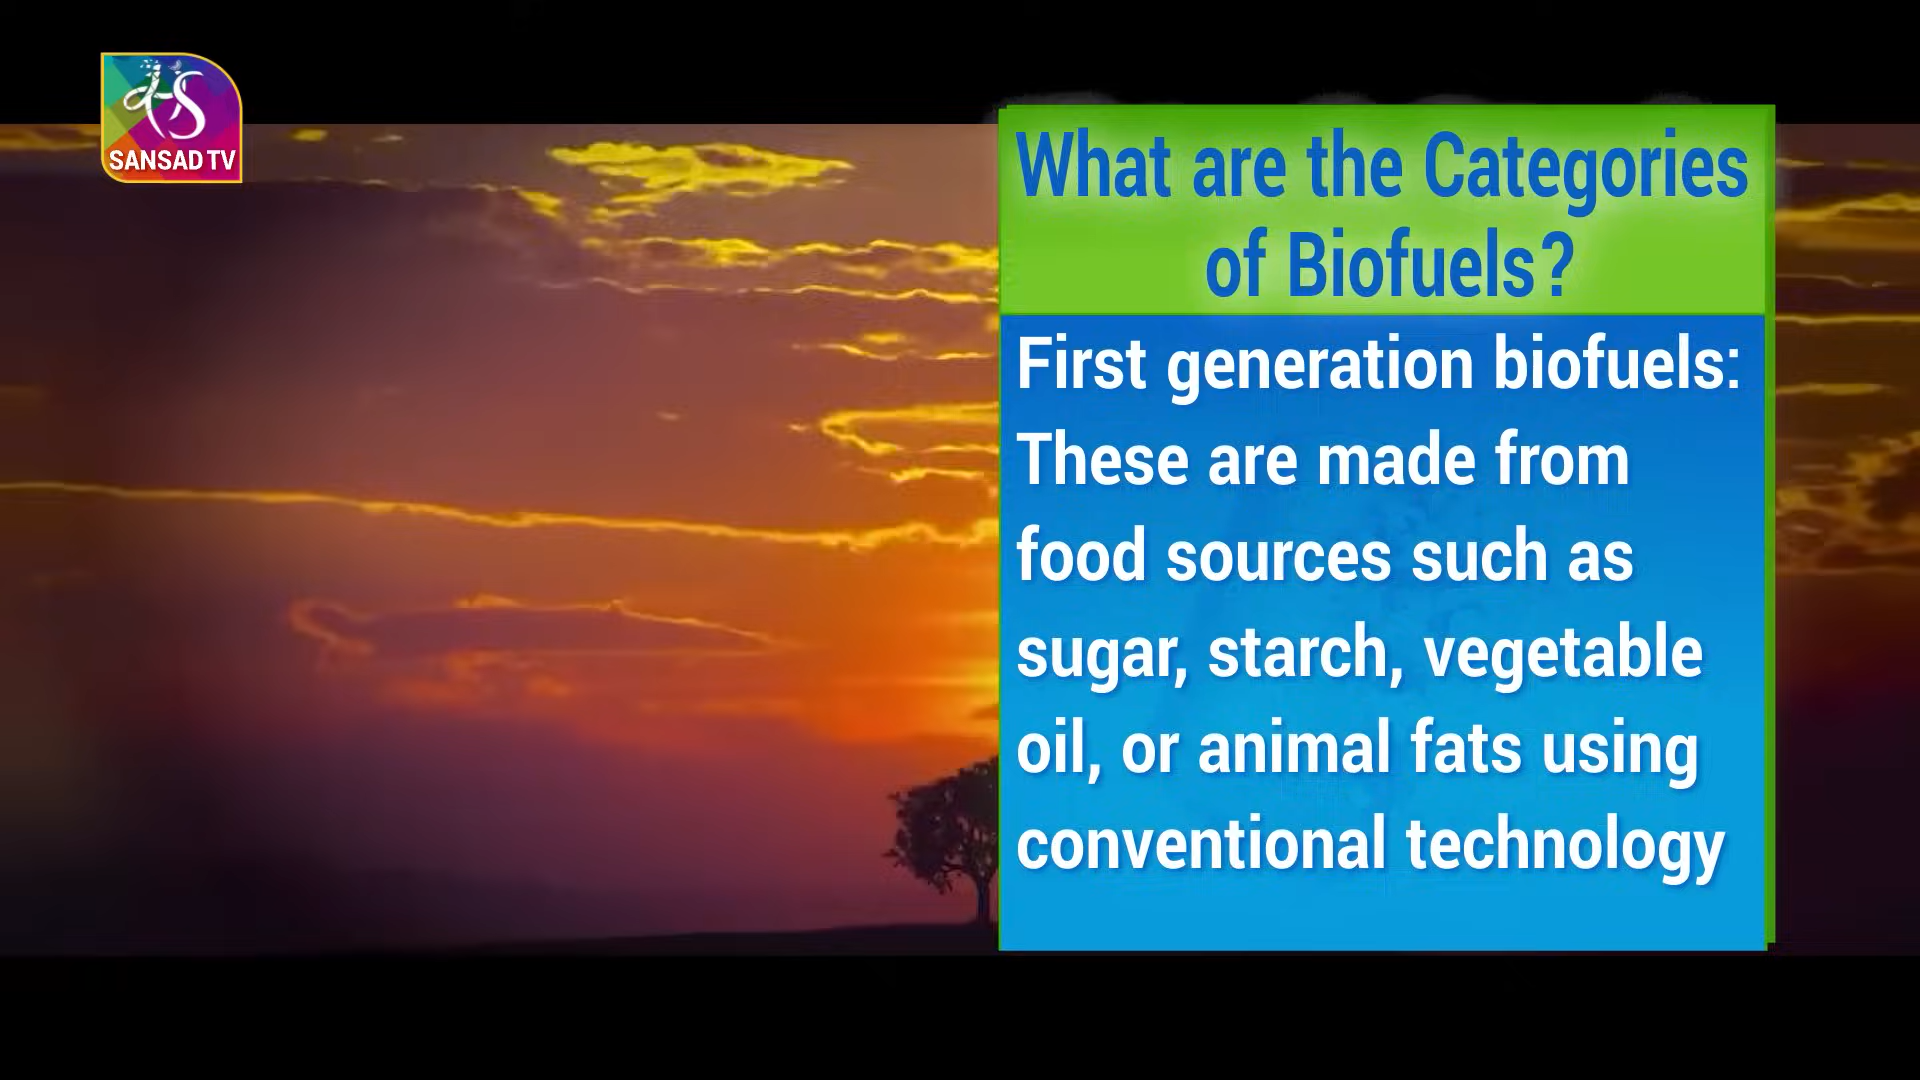 SANSAD TV
What are the Categories
of Biofuels?
First generation biofuels:
These are made from
food sources such as
sugar, starch, vegetable
oil, or animal fats using
conventional technology